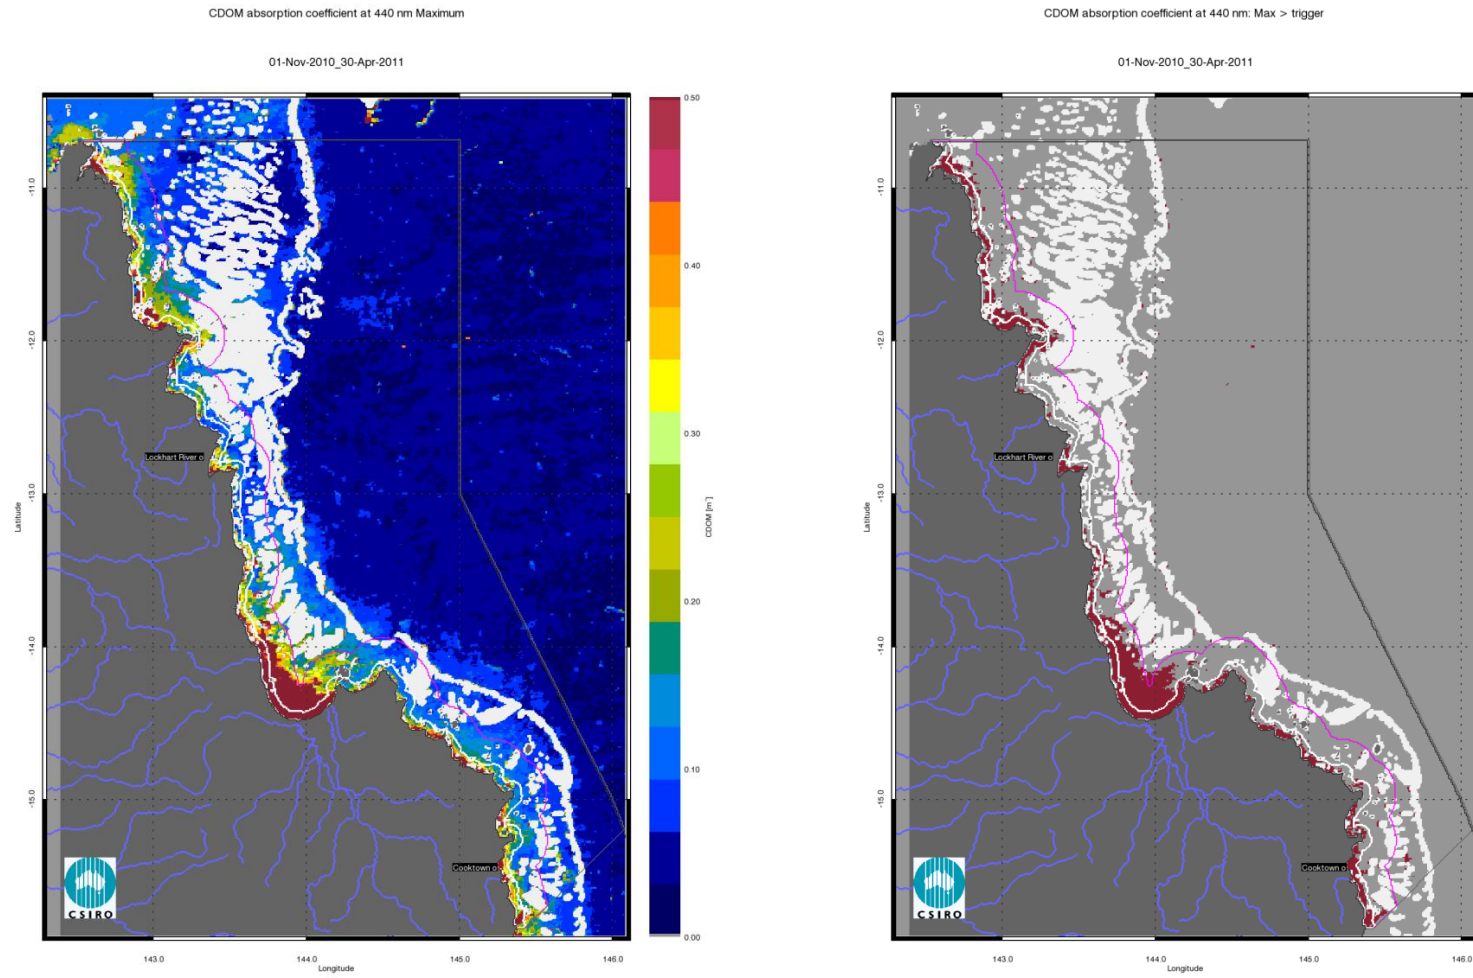 CDOM absorption coefficient at 440 nm Maximum
01-Nov-2010_30-Apr-2011
-11.0
-12.0
-13.0
-14.0
-15.0
Latitude
Lockhart River o
Cooktown o
CSIRO
143.0
144.0
145.0
146.0
Longitude
0.50
0.40
0.30
0.20
0.10
0.00
CDOM [m⁻¹]
CDOM absorption coefficient at 440 nm: Max > trigger
01-Nov-2010_30-Apr-2011
-11.0
-12.0
-13.0
-14.0
-15.0
Latitude
Lockhart River o
Cooktown o
CSIRO
143.0
144.0
145.0
146.0
Longitude